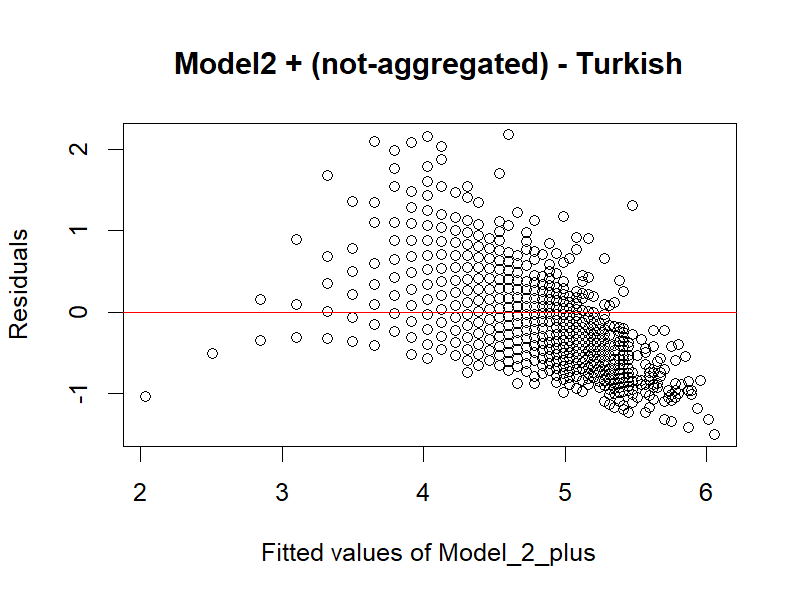 Model2 + (not-aggregated) - Turkish
2
1
0
-1
Residuals
2 3 4 5 6
Fitted values of Model_2_plus